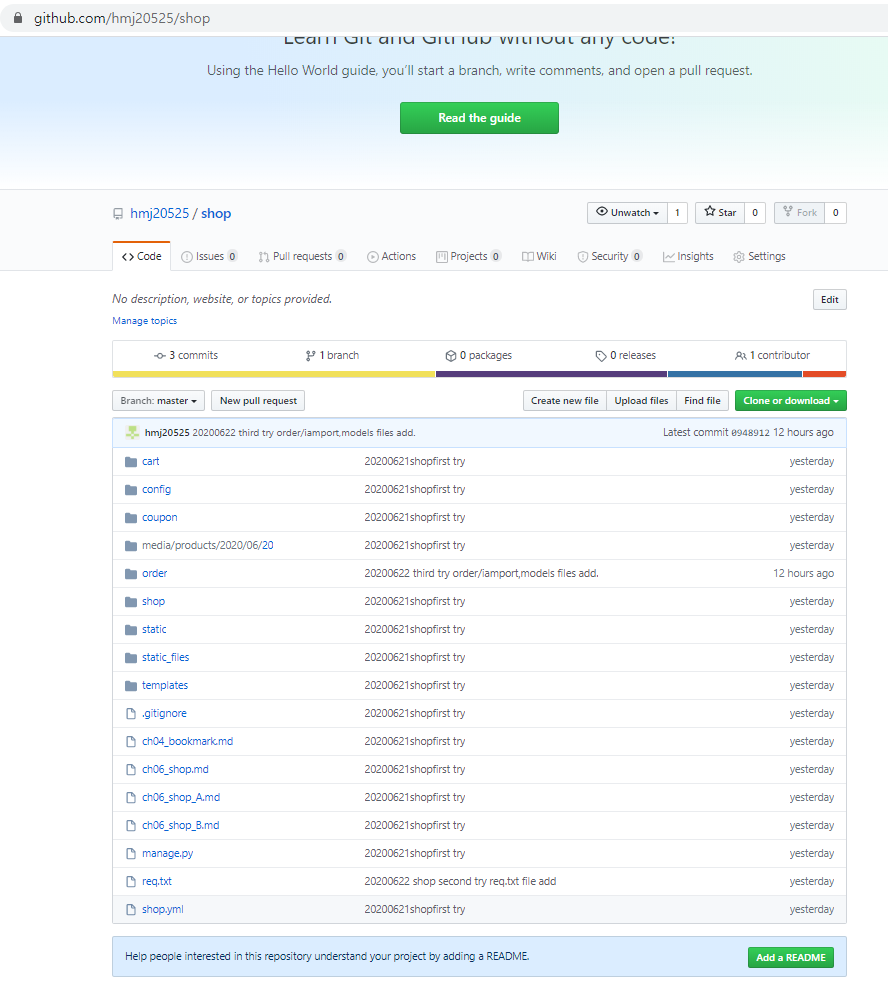 github.com/hmj20525/shop
Learn Git and GitHub without any code!
Using the Hello World guide, you'll start a branch, write comments, and open a pull request.
Read the guide
hmj20525 / shop
Unwatch 1 Star 0 Fork 0
Code Issues 0 Pull requests 0 Actions Projects 0 Wiki Security 0 Insights Settings
No description, website, or topics provided. Edit
Manage topics
3 commits 1 branch 0 packages 0 releases 1 contributor
Branch: master New pull request Create new file Upload files Find file Clone or download
hmj20525 20200622 third try order/iamport,models files add. Latest commit 0948912 12 hours ago
cart 20200621shopfirst try yesterday
config 20200621shopfirst try yesterday
coupon 20200621shopfirst try yesterday
media/products/2020/06/20 20200621shopfirst try yesterday
order 20200622 third try order/iamport,models files add. 12 hours ago
shop 20200621shopfirst try yesterday
static 20200621shopfirst try yesterday
static_files 20200621shopfirst try yesterday
templates 20200621shopfirst try yesterday
.gitignore 20200621shopfirst try yesterday
ch04_bookmark.md 20200621shopfirst try yesterday
ch06_shop.md 20200621shopfirst try yesterday
ch06_shop_A.md 20200621shopfirst try yesterday
ch06_shop_B.md 20200621shopfirst try yesterday
manage.py 20200621shopfirst try yesterday
req.txt 20200622 shop second try req.txt file add yesterday
shop.yml 20200621shopfirst try yesterday
Help people interested in this repository understand your project by adding a README. Add a README